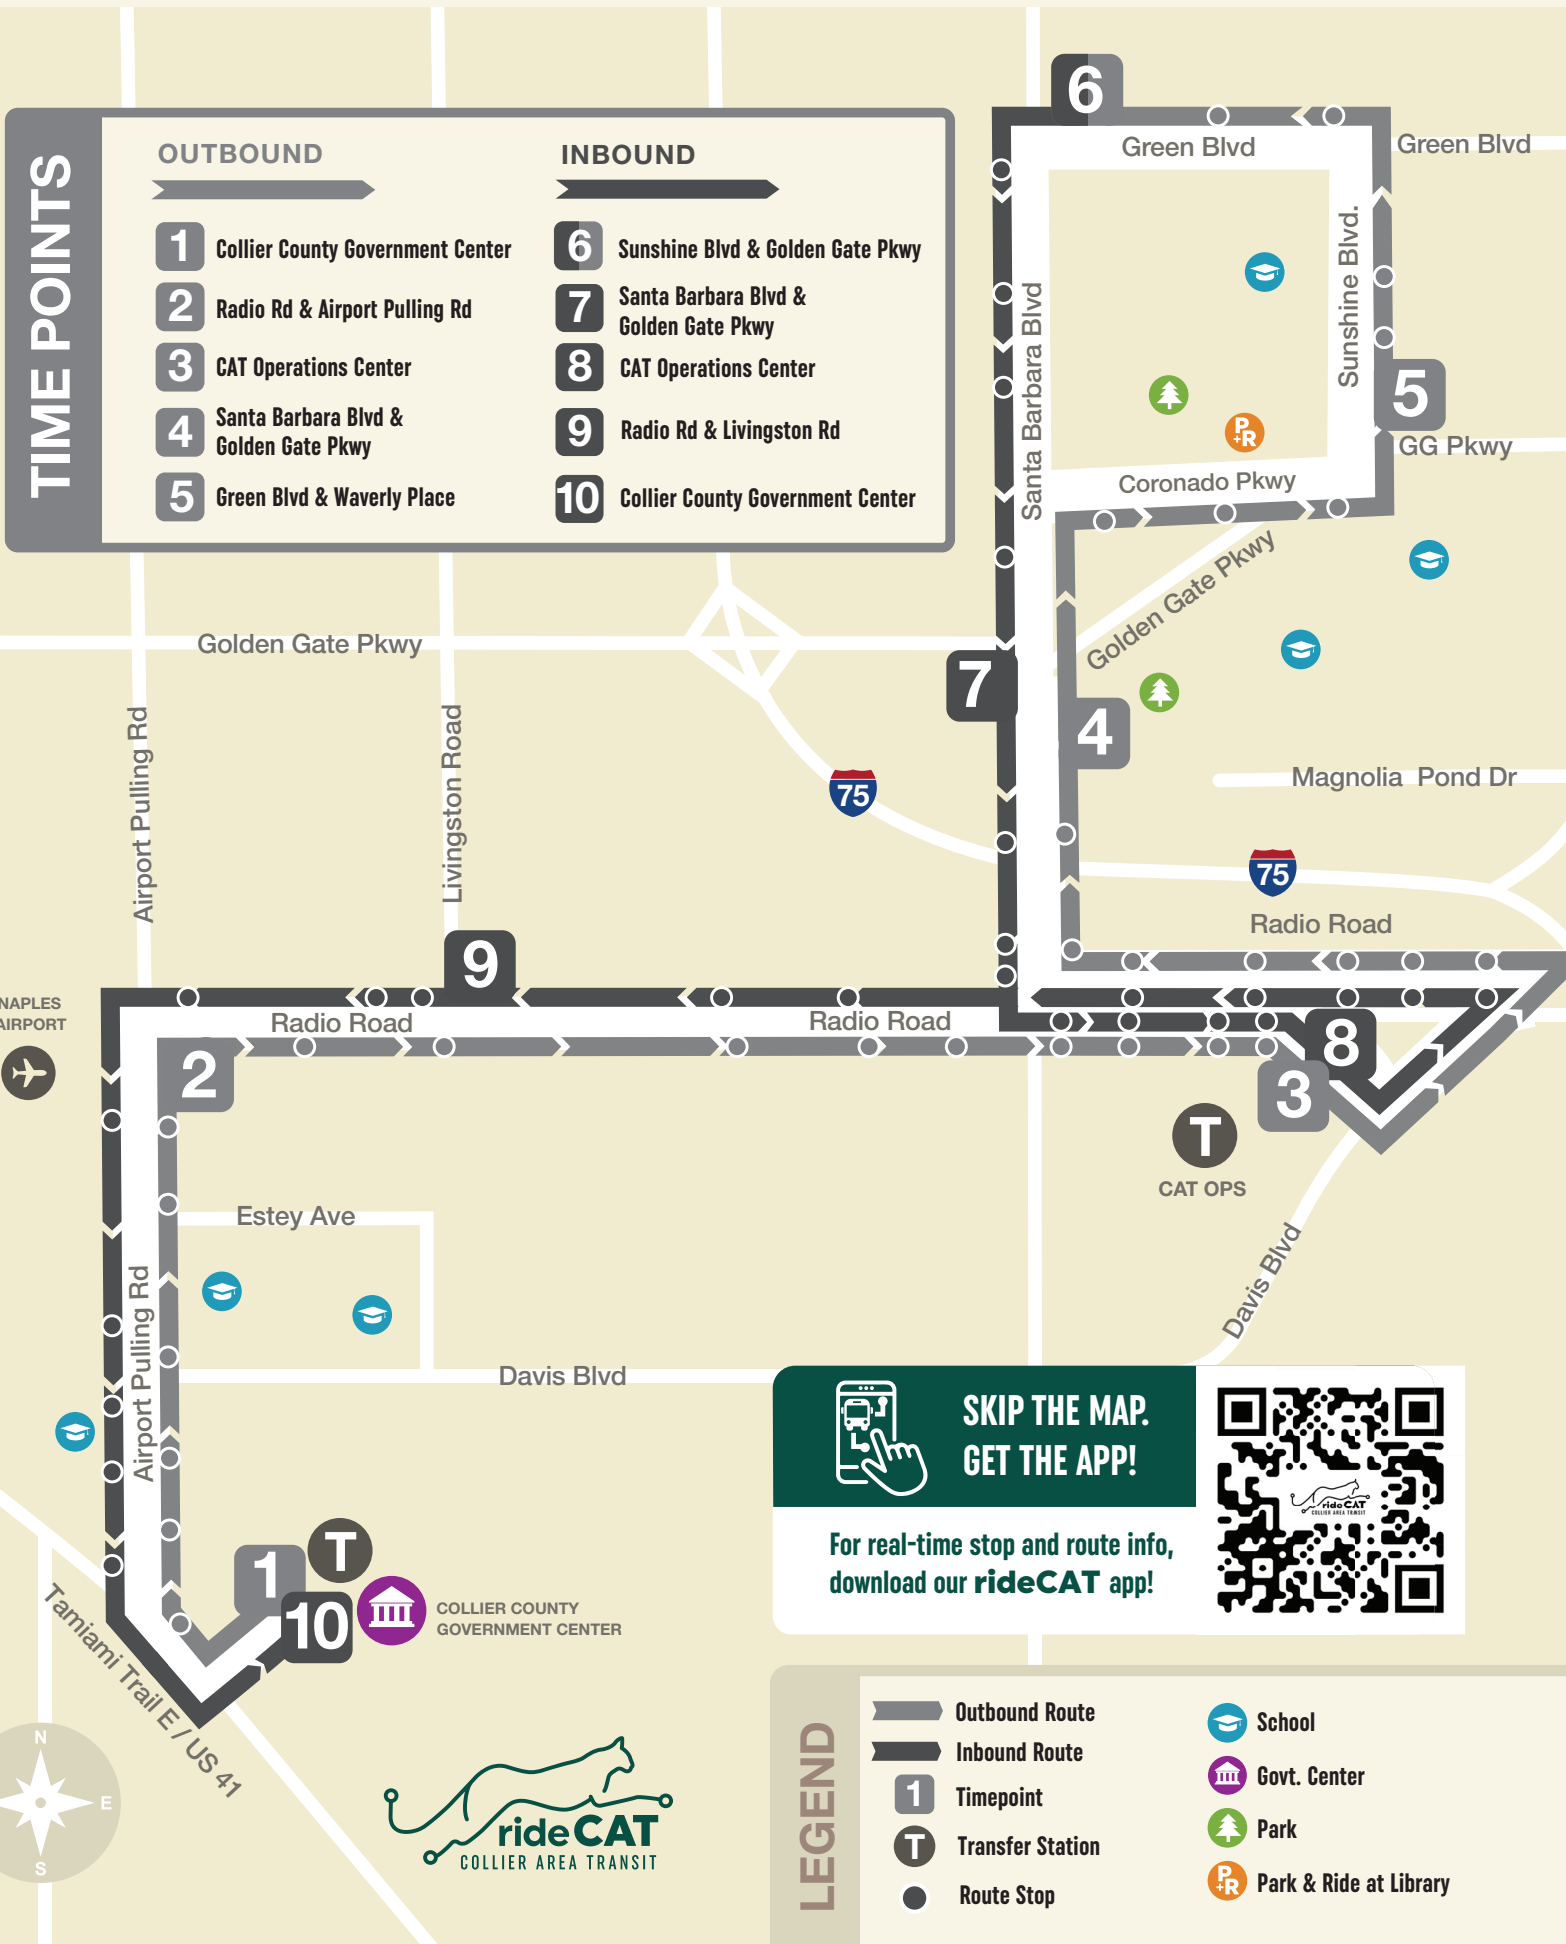 6
Green Blvd
Green Blvd
TIME POINTS
OUTBOUND
1 Collier County Government Center
2 Radio Rd & Airport Pulling Rd
3 CAT Operations Center
4 Santa Barbara Blvd &
Golden Gate Pkwy
5 Green Blvd & Waverly Place
INBOUND
6 Sunshine Blvd & Golden Gate Pkwy
7 Santa Barbara Blvd &
Golden Gate Pkwy
8 CAT Operations Center
9 Radio Rd & Livingston Rd
10 Collier County Government Center
Santa Barbara Blvd
Sunshine Blvd.
5
P
+R
GG Pkwy
Coronado Pkwy
Golden Gate Pkwy
Golden Gate Pkwy
7
4
Airport Pulling Rd
Livingston Road
75
Magnolia Pond Dr
75
Radio Road
9
NAPLES
AIRPORT
Radio Road
Radio Road
2
8
3
T
CAT OPS
Estey Ave
Airport Pulling Rd
Davis Blvd
Davis Blvd
SKIP THE MAP.
GET THE APP!
For real-time stop and route info,
download our rideCAT app!
rideCAT
COLLIER AREA TRANSIT
1
T
10
COLLIER COUNTY
GOVERNMENT CENTER
Tamiami Trail E / US 41
N
E
S
rideCAT
COLLIER AREA TRANSIT
LEGEND
Outbound Route
Inbound Route
1 Timepoint
T Transfer Station
Route Stop
School
Govt. Center
Park
P
+R Park & Ride at Library